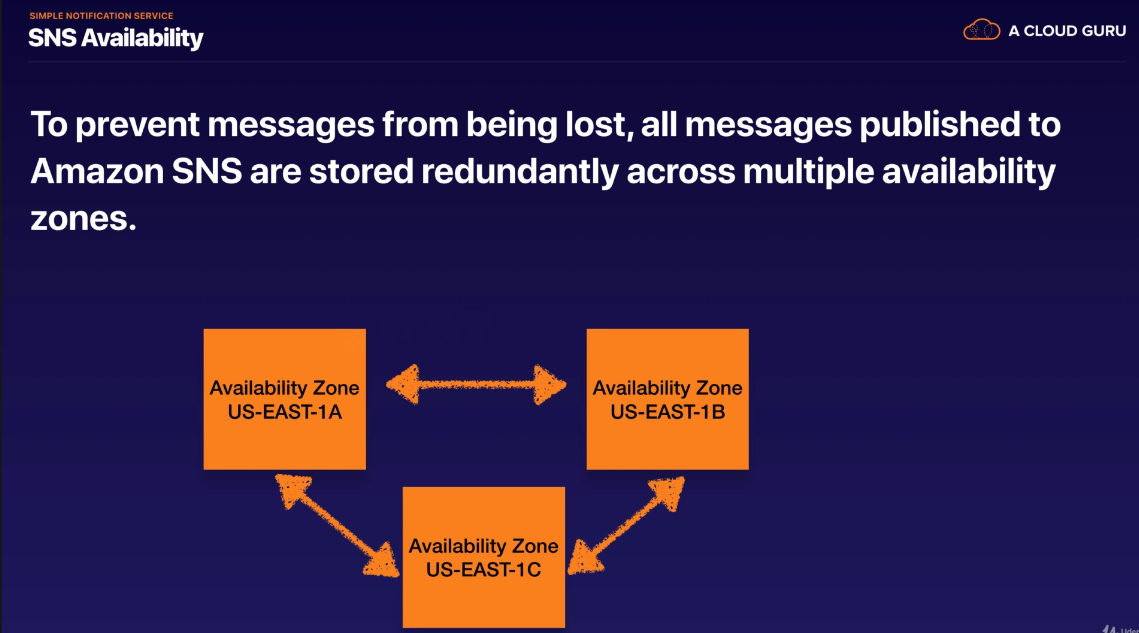 SIMPLE NOTIFICATION SERVICE
SNS Availability
A CLOUD GURU
To prevent messages from being lost, all messages published to
Amazon SNS are stored redundantly across multiple availability
zones.
Availability Zone
US-EAST-1A
Availability Zone
US-EAST-1B
Availability Zone
US-EAST-1C